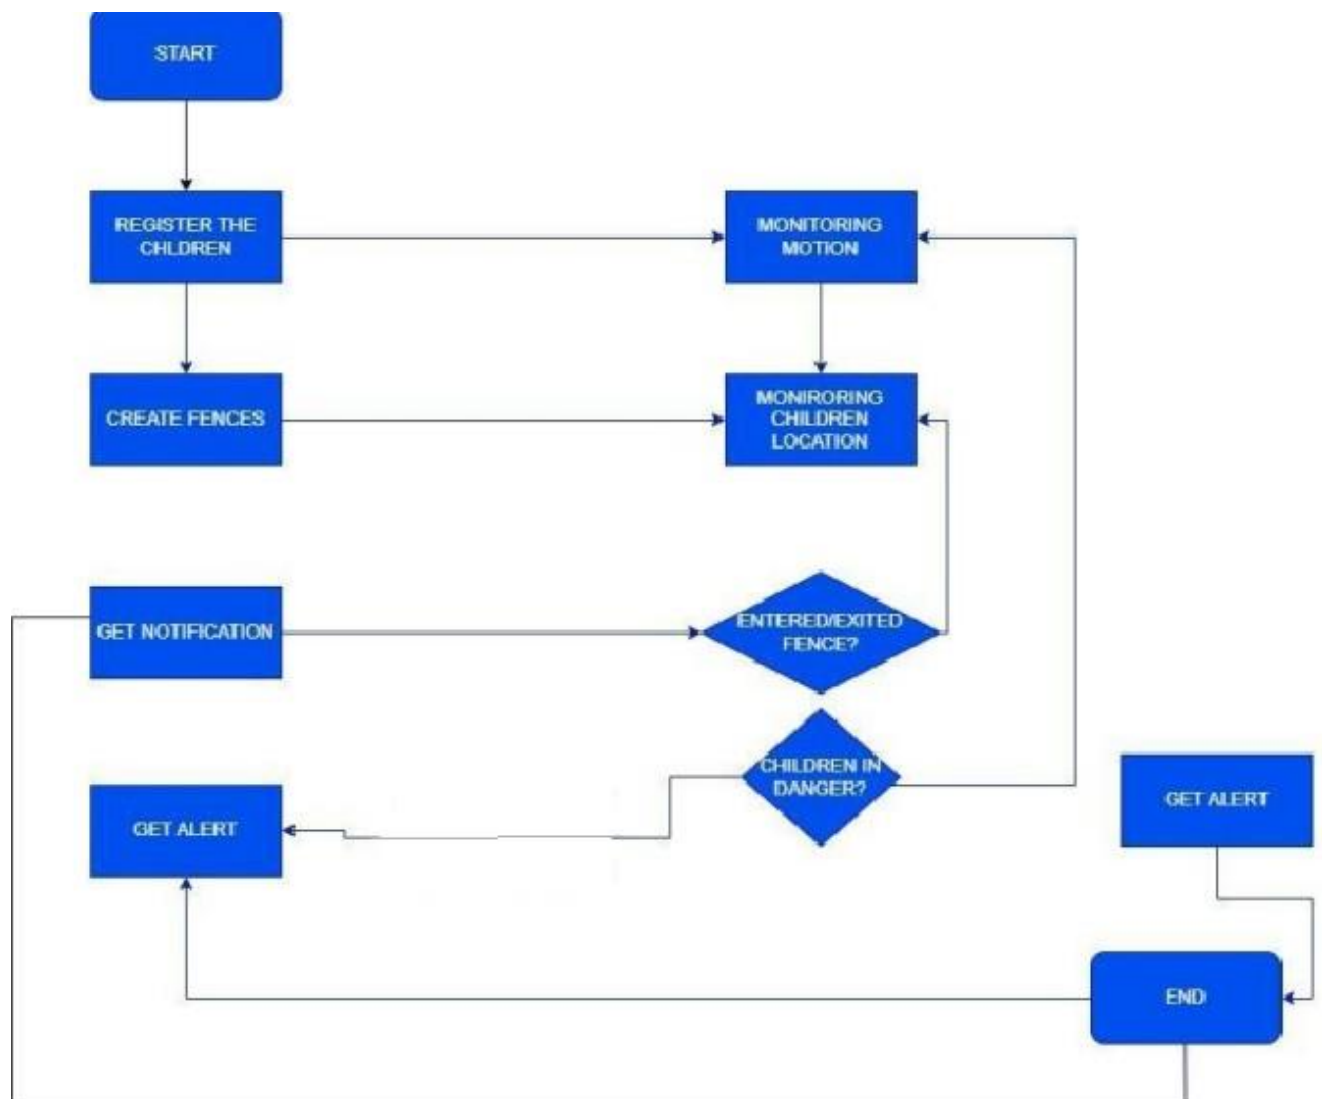 START
REGISTER THE
CHLDREN
MONITORING
MOTION
CREATE FENCES
MONIRORING
CHILDREN
LOCATION
GET NOTIFICATION
ENTERED/EXITED
FENCE?
CHILDREN IN
DANGER?
GET ALERT
GET ALERT
END